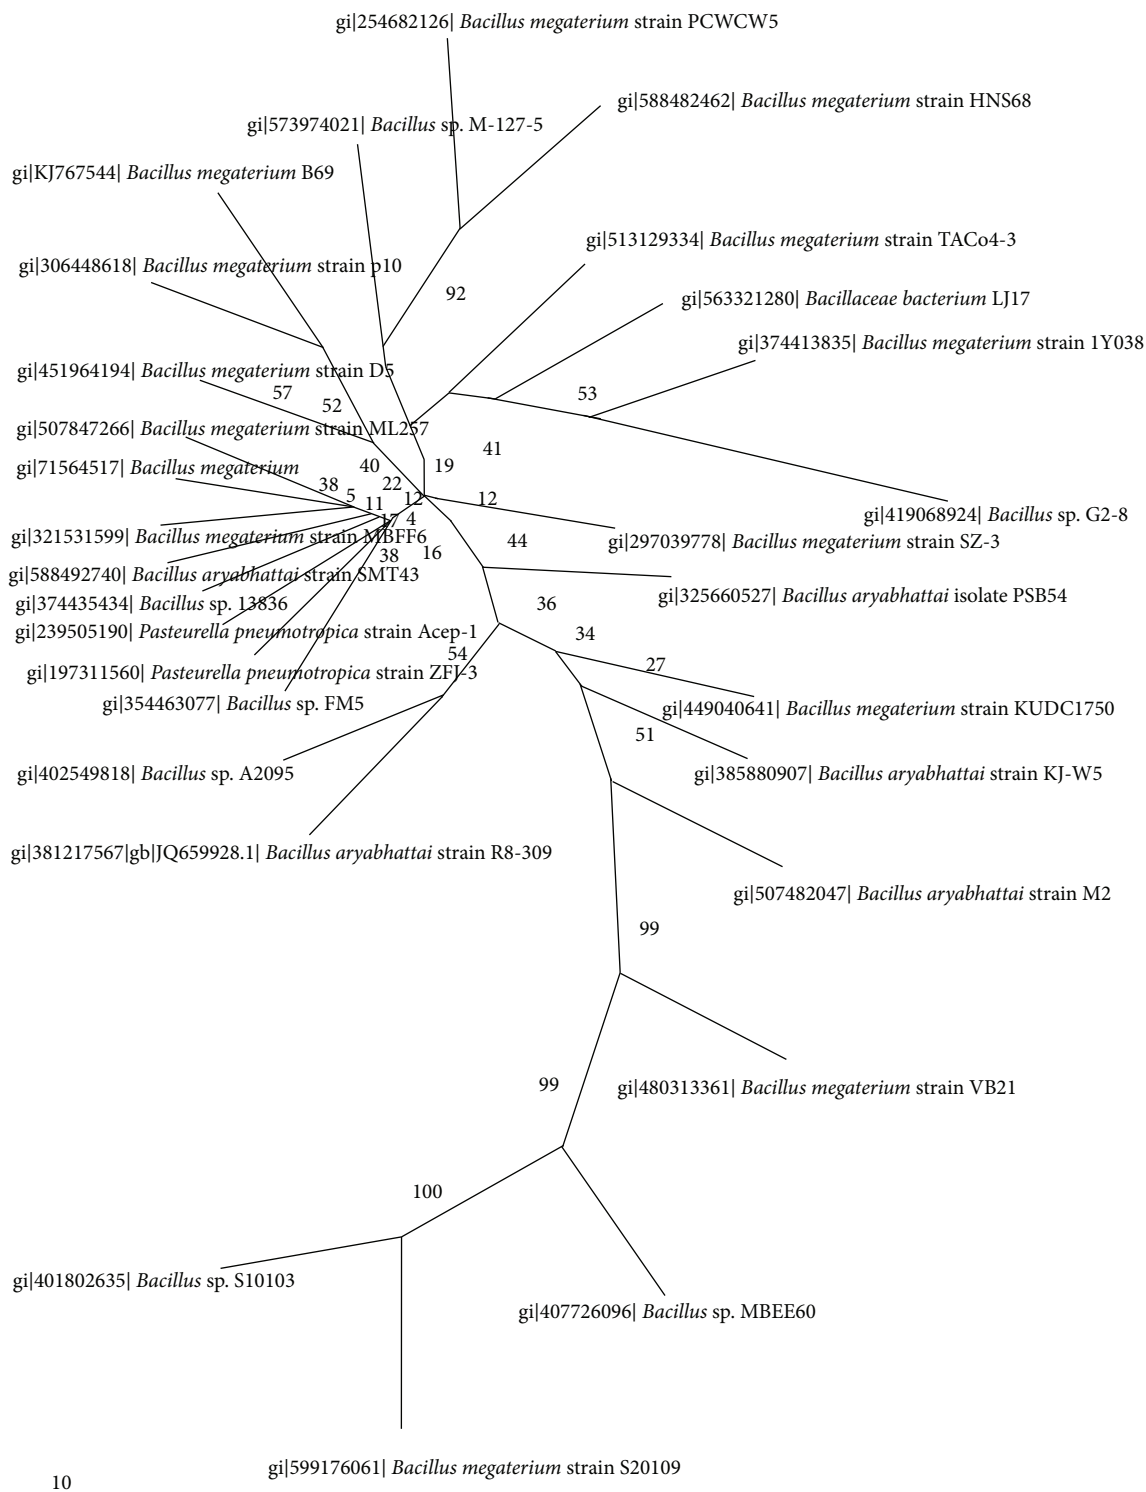 gi|254682126| Bacillus megaterium strain PCWCW5
gi|588482462| Bacillus megaterium strain HNS68
gi|573974021| Bacillus sp. M-127-5
gi|KJ767544| Bacillus megaterium B69
gi|513129334| Bacillus megaterium strain TACo4-3
gi|306448618| Bacillus megaterium strain p10
92
gi|563321280| Bacillaceae bacterium LJ17
gi|374413835| Bacillus megaterium strain 1Y038
gi|451964194| Bacillus megaterium strain D5
57
53
52
gi|507847266| Bacillus megaterium strain ML257
41
gi|71564517| Bacillus megaterium
40
19
38
22
5
11
12
12
gi|419068924| Bacillus sp. G2-8
17
4
gi|321531599| Bacillus megaterium strain MBFF6
44
gi|297039778| Bacillus megaterium strain SZ-3
38
16
gi|588492740| Bacillus aryabhattai strain SMT43
gi|325660527| Bacillus aryabhattai isolate PSB54
gi|374435434| Bacillus sp. 13836
36
gi|239505190| Pasteurella pneumotropica strain Acep-1
34
54
27
gi|197311560| Pasteurella pneumotropica strain ZFJ-3
gi|354463077| Bacillus sp. FM5
gi|449040641| Bacillus megaterium strain KUDC1750
51
gi|402549818| Bacillus sp. A2095
gi|385880907| Bacillus aryabhattai strain KJ-W5
gi|381217567|gb|JQ659928.1| Bacillus aryabhattai strain R8-309
gi|507482047| Bacillus aryabhattai strain M2
99
99
gi|480313361| Bacillus megaterium strain VB21
100
gi|401802635| Bacillus sp. S10103
gi|407726096| Bacillus sp. MBEE60
gi|599176061| Bacillus megaterium strain S20109
10